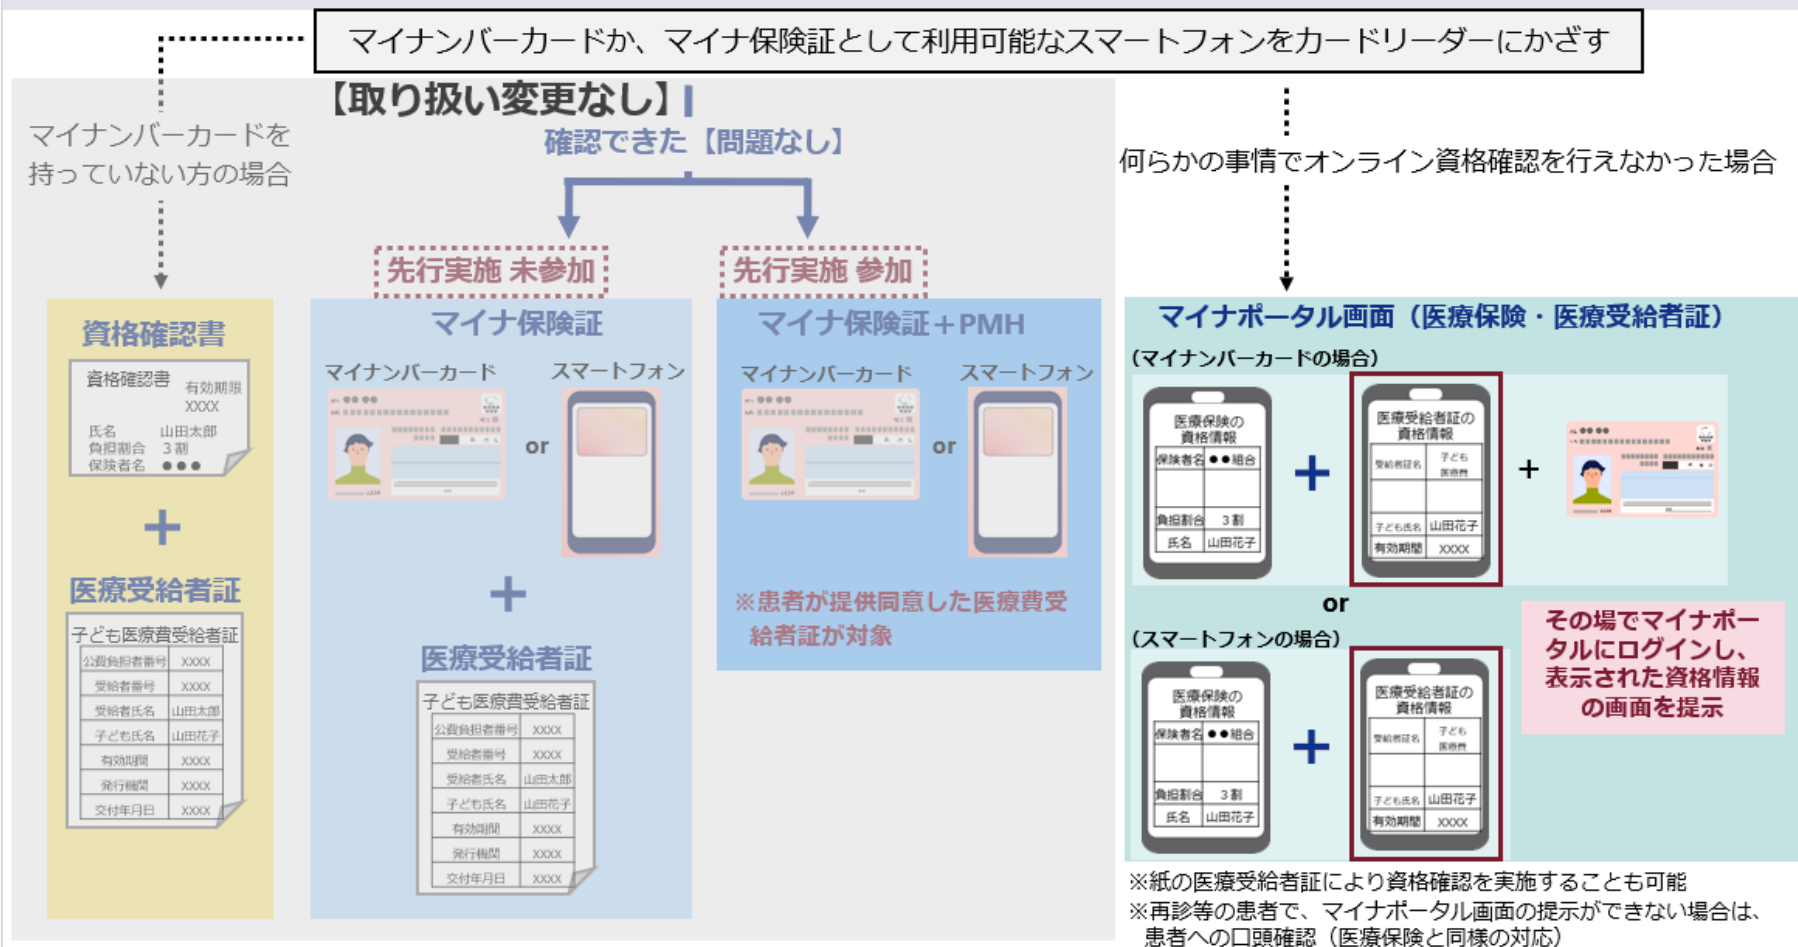 マイナンバーカードか、マイナ保険証として利用可能なスマートフォンをカードリーダーにかざす
【取り扱い変更なし】
マイナンバーカードを
持っていない方の場合
確認できた【問題なし】
何らかの事情でオンライン資格確認を行えなかった場合
先行実施 未参加
先行実施 参加
資格確認書
資格確認書
有効期限
XXXX
氏名 山田太郎
負担割合 3割
保険者名 ●●●
+
医療受給者証
子ども医療費受給者証
公費負担者番号 XXXX
受給者番号 XXXX
受給者氏名 山田太郎
子ども氏名 山田花子
有効期間 XXXX
発行機関 XXXX
交付年月日 XXXX
マイナ保険証
マイナンバーカード
スマートフォン
or
+
医療受給者証
子ども医療費受給者証
公費負担者番号 XXXX
受給者番号 XXXX
受給者氏名 山田太郎
子ども氏名 山田花子
有効期間 XXXX
発行機関 XXXX
交付年月日 XXXX
マイナ保険証+PMH
マイナンバーカード
スマートフォン
or
※患者が提供同意した医療費受
給者証が対象
マイナポータル画面(医療保険・医療受給者証)
(マイナンバーカードの場合)
医療保険の
資格情報
保険者名 ●●組合
負担割合 3割
氏名 山田花子
+
医療受給者証の
資格情報
受給者証名 子ども
医療費
子ども氏名 山田花子
有効期間 XXXX
+
or
(スマートフォンの場合)
医療保険の
資格情報
保険者名 ●●組合
負担割合 3割
氏名 山田花子
+
医療受給者証の
資格情報
受給者証名 子ども
医療費
子ども氏名 山田花子
有効期間 XXXX
その場でマイナポー
タルにログインし、
表示された資格情報
の画面を提示
※紙の医療受給者証により資格確認を実施することも可能
※再診等の患者で、マイナポータル画面の提示ができない場合は、
患者への口頭確認(医療保険と同様の対応)